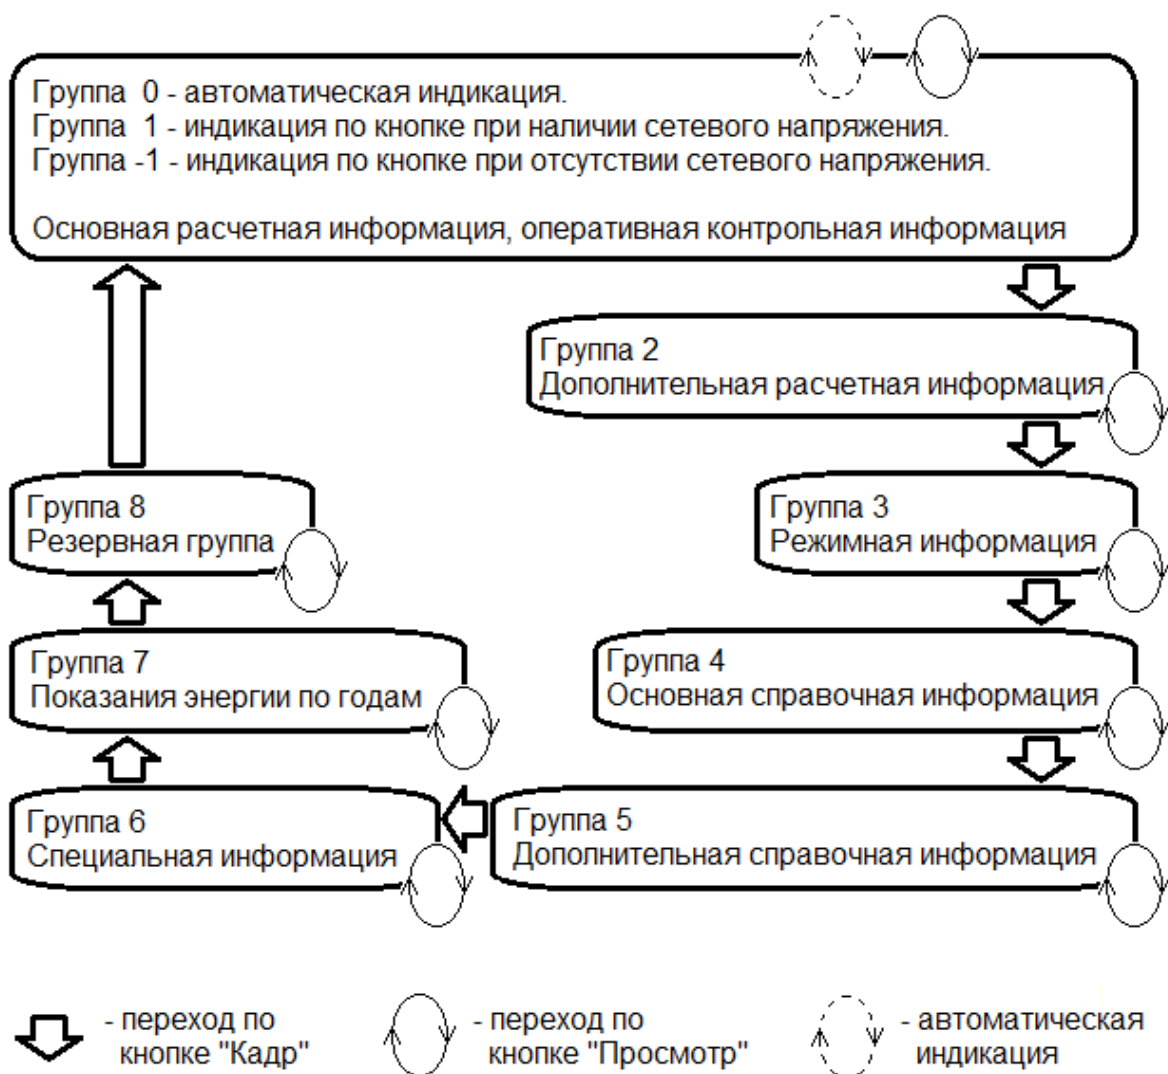 Группа 0 - автоматическая индикация.
Группа 1 - индикация по кнопке при наличии сетевого напряжения.
Группа -1 - индикация по кнопке при отсутствии сетевого напряжения.
Основная расчетная информация, оперативная контрольная информация
Группа 2
Дополнительная расчетная информация
Группа 8
Резервная группа
Группа 3
Режимная информация
Группа 7
Показания энергии по годам
Группа 4
Основная справочная информация
Группа 6
Специальная информация
Группа 5
Дополнительная справочная информация
- переход по
кнопке "Кадр"
- переход по
кнопке "Просмотр"
- автоматическая
индикация